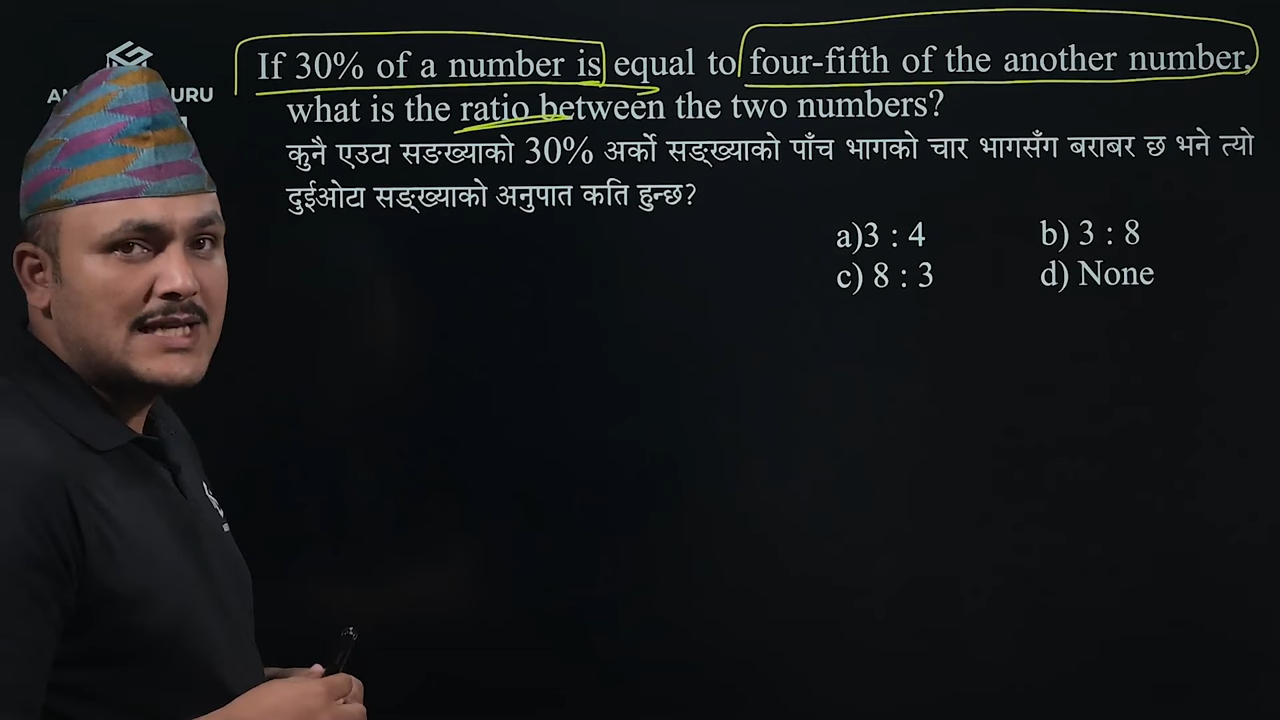 URU
If 30% of a number is equal to four-fifth of the another number,
what is the ratio between the two numbers?
कुनै एउटा सङख्याको 30% अर्को सङ्ख्याको पाँच भागको चार भागसँग बराबर छ भने त्यो
दुईओटा सङ्ख्याको अनुपात कति हुन्छ?
a)3 : 4 b) 3 : 8
c) 8 : 3 d) None